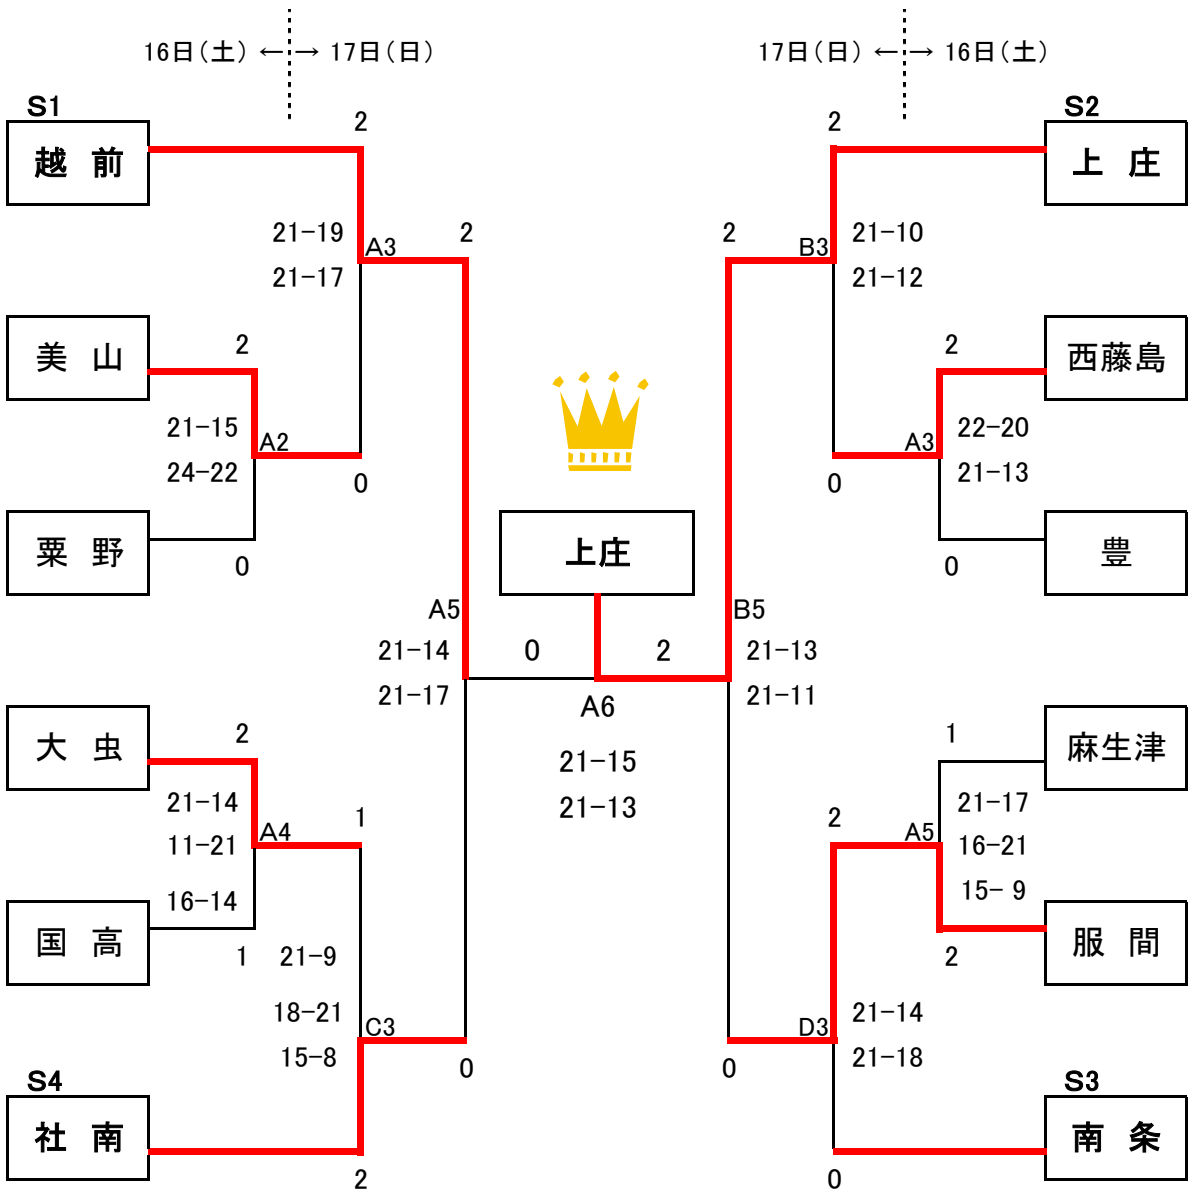 16日(土) ←→ 17日(日)
17日(日) ←→ 16日(土)
S1
S2
2
2
越 前
上 庄
21-19
A3
2
2
B3
21-10
21-17
21-12
美 山
2
2
西藤島
21-15
A2
A3
22-20
24-22
0
0
21-13
粟 野
0
上庄
0
豊
A5
B5
21-14
0
2
21-13
21-17
A6
21-11
大 虫
2
1
麻生津
21-15
21-13
21-14
A4
1
2
A5
21-17
11-21
16-21
16-14
15- 9
国 高
1
21-9
2
服 間
18-21
C3
D3
21-14
15-8
0
0
21-18
S4
S3
社 南
南 条
2
0